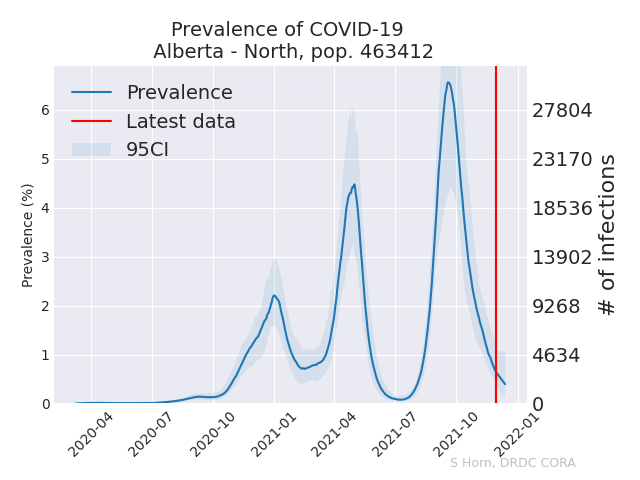 Prevalence of COVID-19
Alberta - North, pop. 463412
Prevalence
Latest data
95CI
Prevalence (%)
6
5
4
3
2
1
0
27804
23170
18536
13902
9268
4634
0
# of infections
2020-04
2020-07
2020-10
2021-01
2021-04
2021-07
2021-10
2022-01
S Horn, DRDC CORA